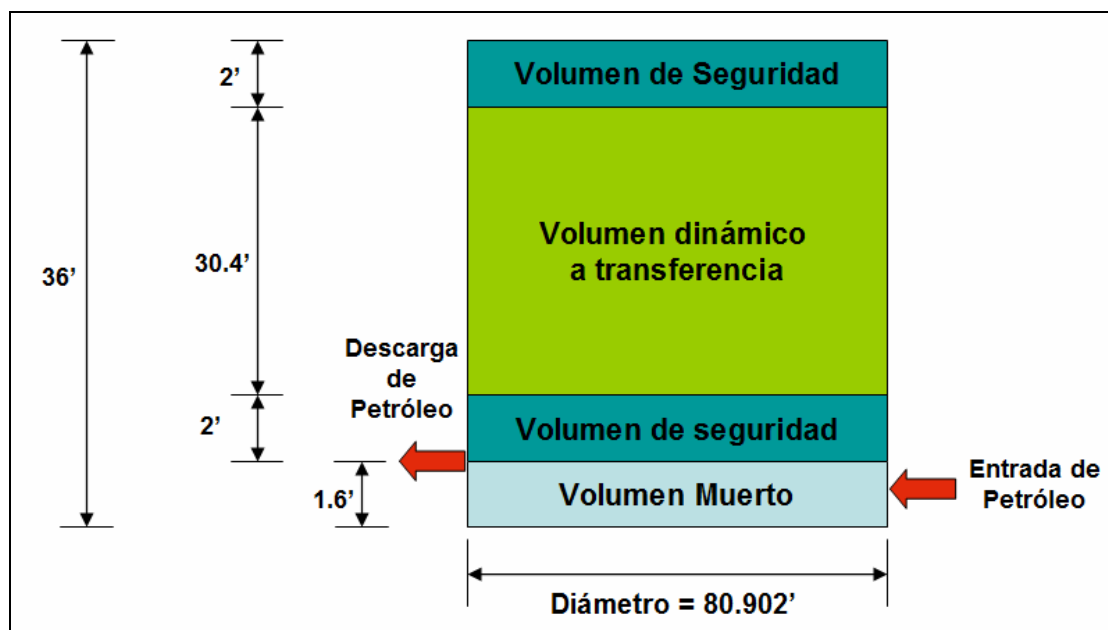 Volumen de Seguridad
2’
Volumen dinámico
a transferencia
30.4’
36’
Descarga
de
Petróleo
2’
Volumen de seguridad
Entrada de
Petróleo
1.6’
Volumen Muerto
Diámetro = 80.902’